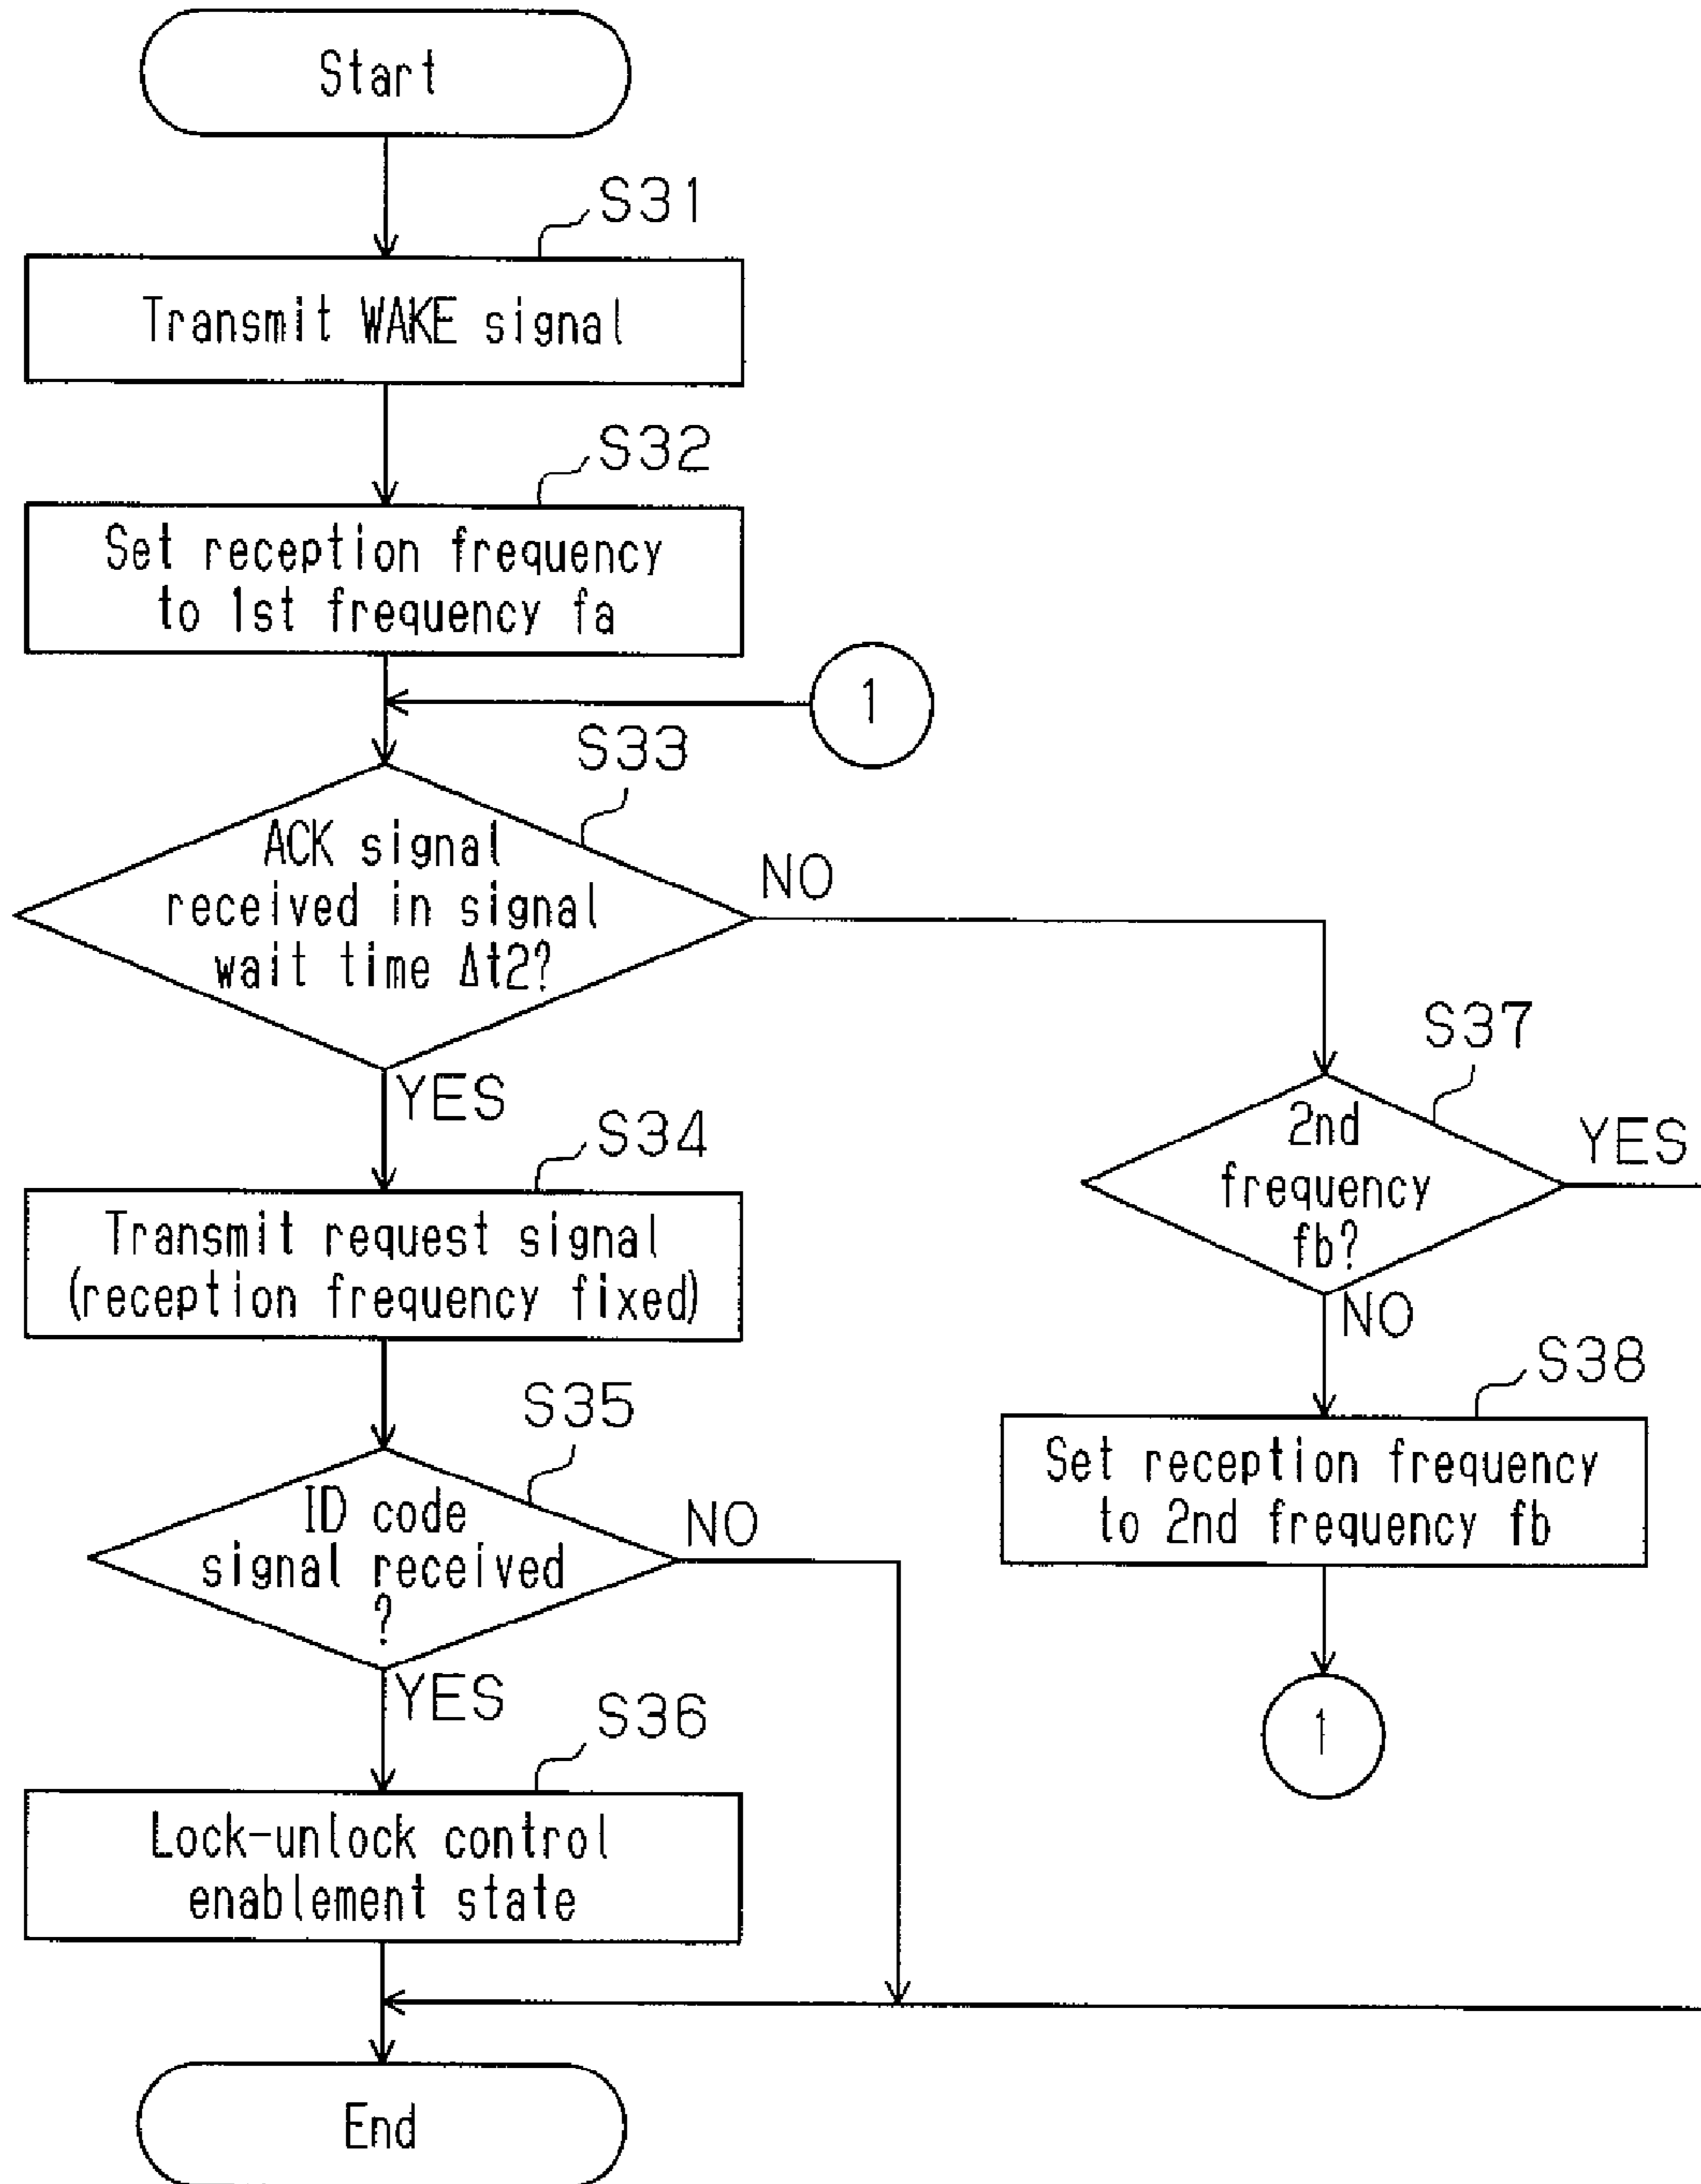 Start
S31
Transmit WAKE signal
S32
Set reception frequency
to 1st frequency fa
1
S33
ACK signal
received in signal
wait time Δt2?
NO
YES
S37
2nd
frequency
fb?
YES
NO
S34
Transmit request signal
(reception frequency fixed)
S38
Set reception frequency
to 2nd frequency fb
1
S35
ID code
signal received
?
NO
YES
S36
Lock-unlock control
enablement state
End